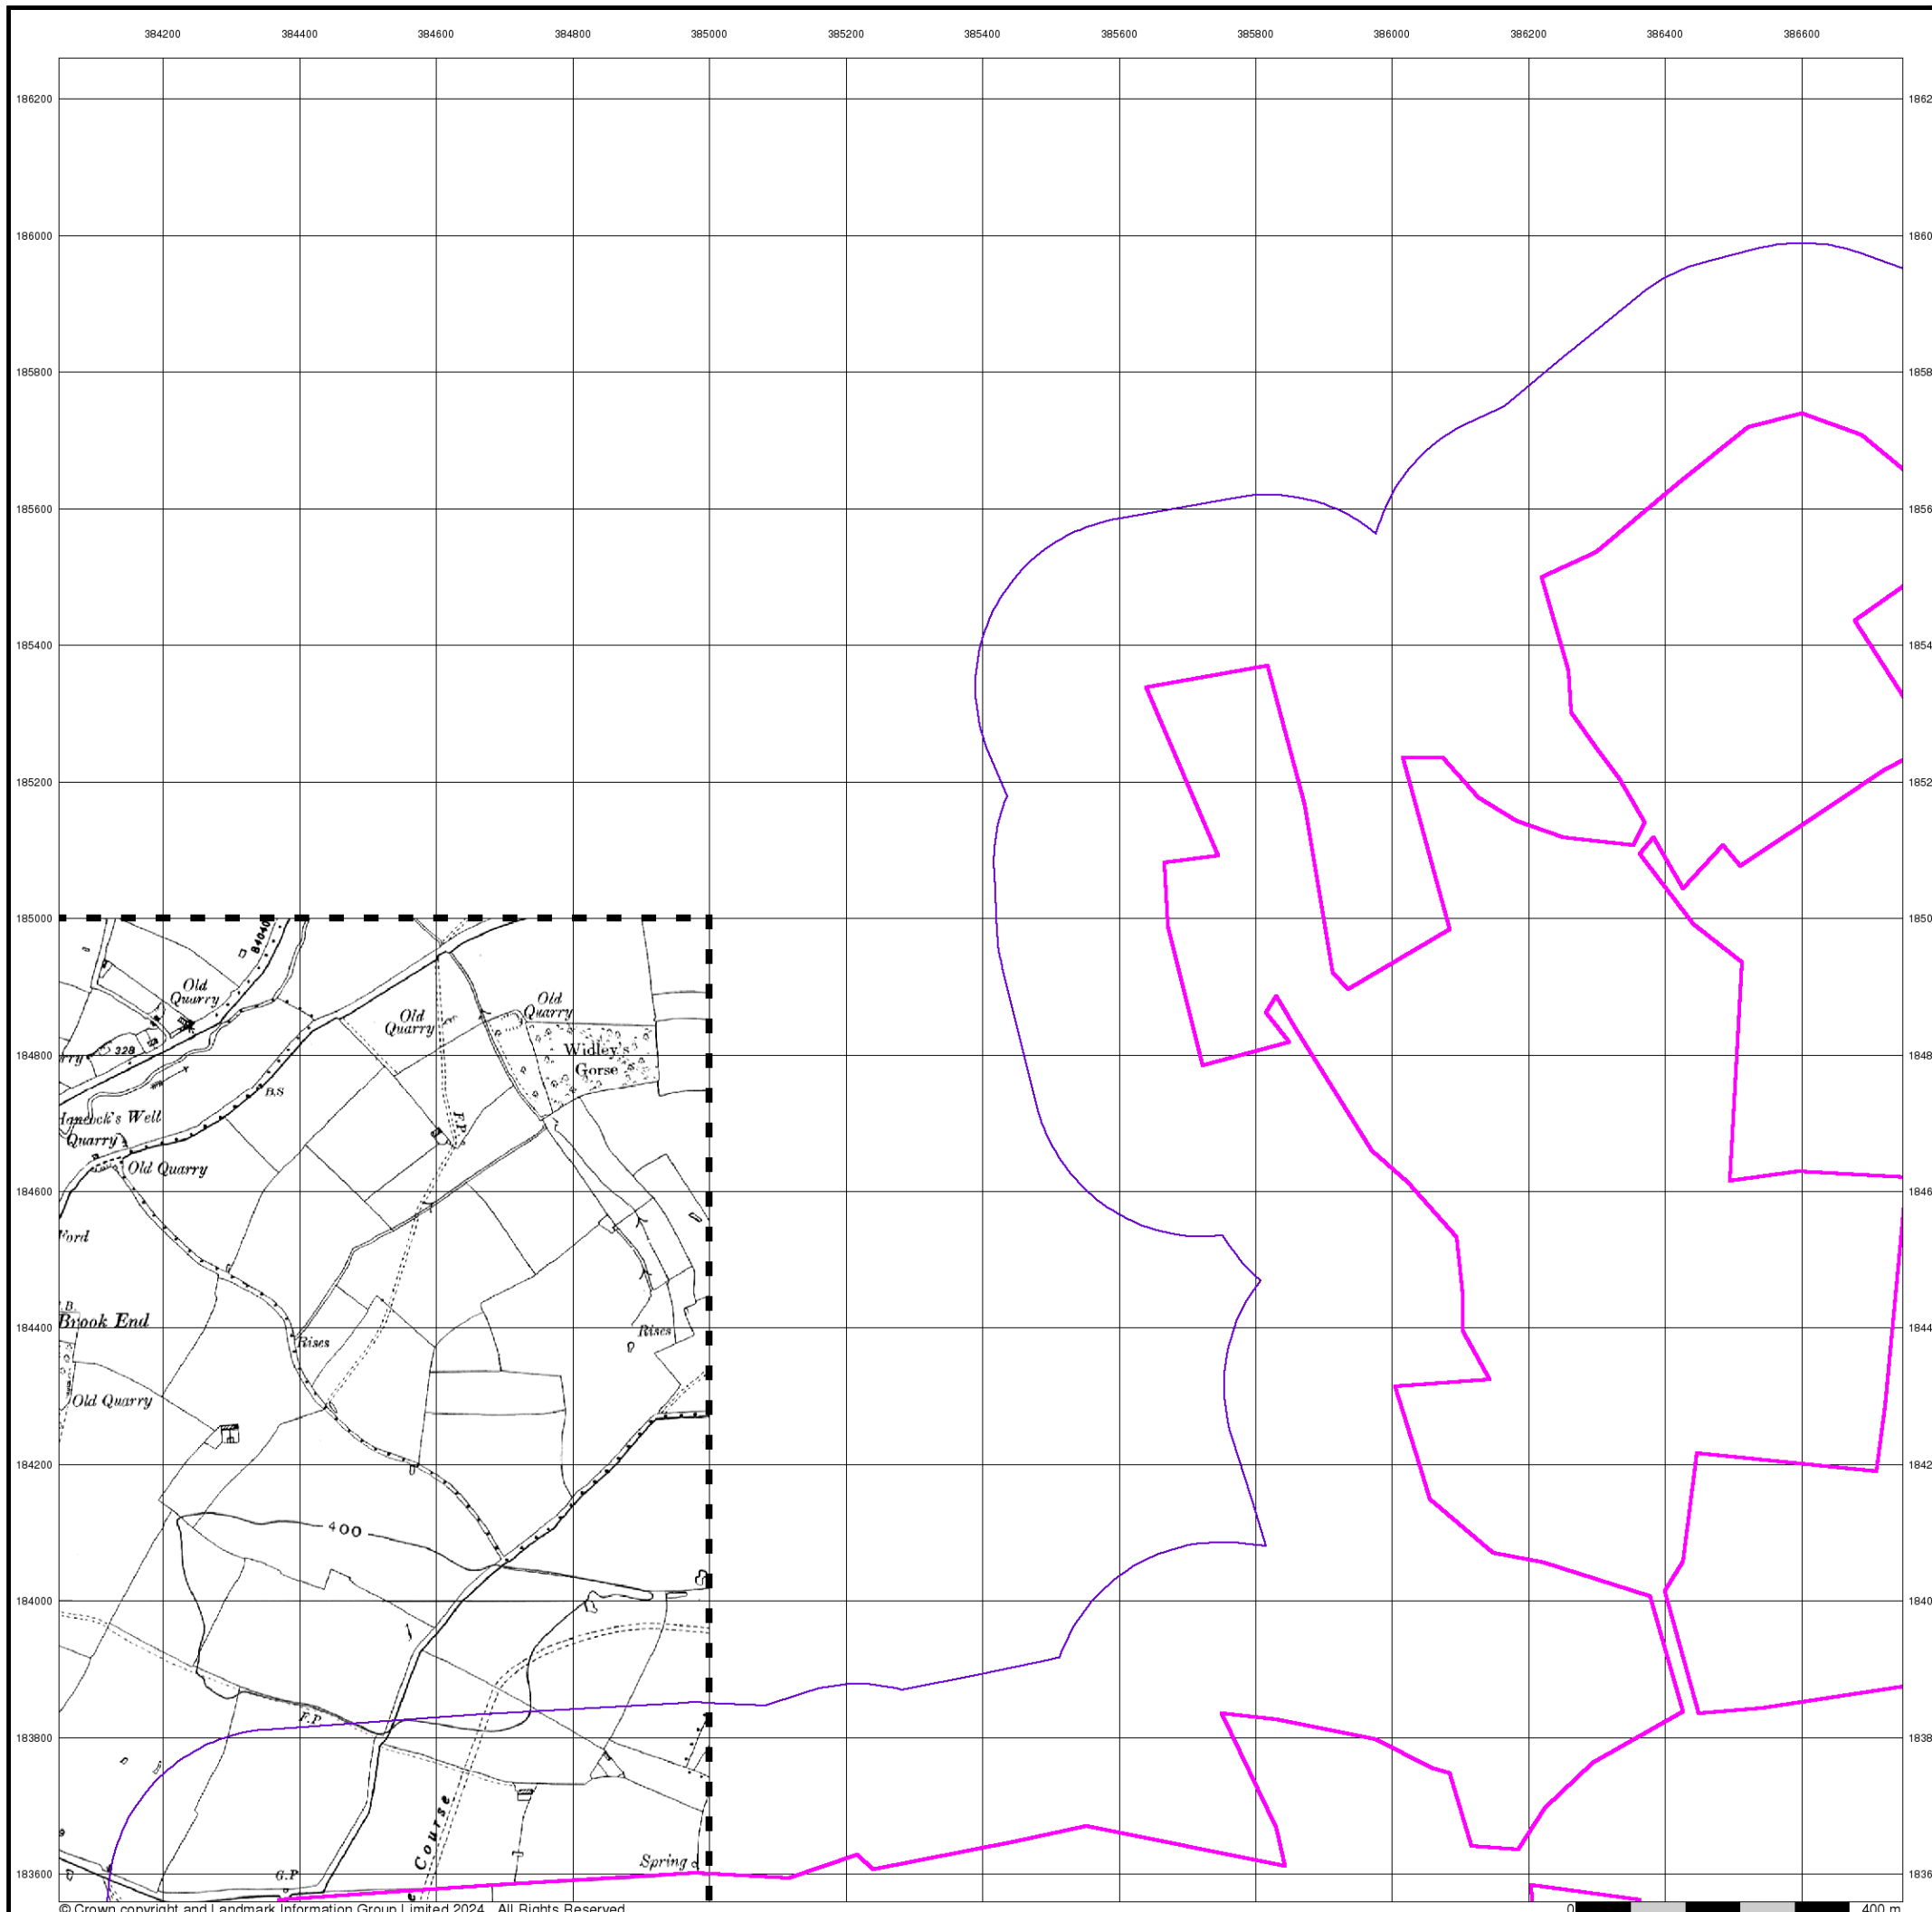 384200 384400 384600 384800 385000 385200 385400 385600 385800 386000 386200 386400 386600
186200
186000
185800
185600
185400
185200
185000
184800
184600
184400
184200
184000
183800
183600
B4040
Old
Quarry
Old
Quarry
Old
Quarry
328
Widley's
Gorse
B.S
Hancock's Well
Quarry
Old Quarry
F.P.
Ford
Brook End
Rises
Rises
Old Quarry
400
F.P.
Course
Spring
G.P
© Crown copyright and Landmark Information Group Limited 2024. All Rights Reserved.
0 400 m